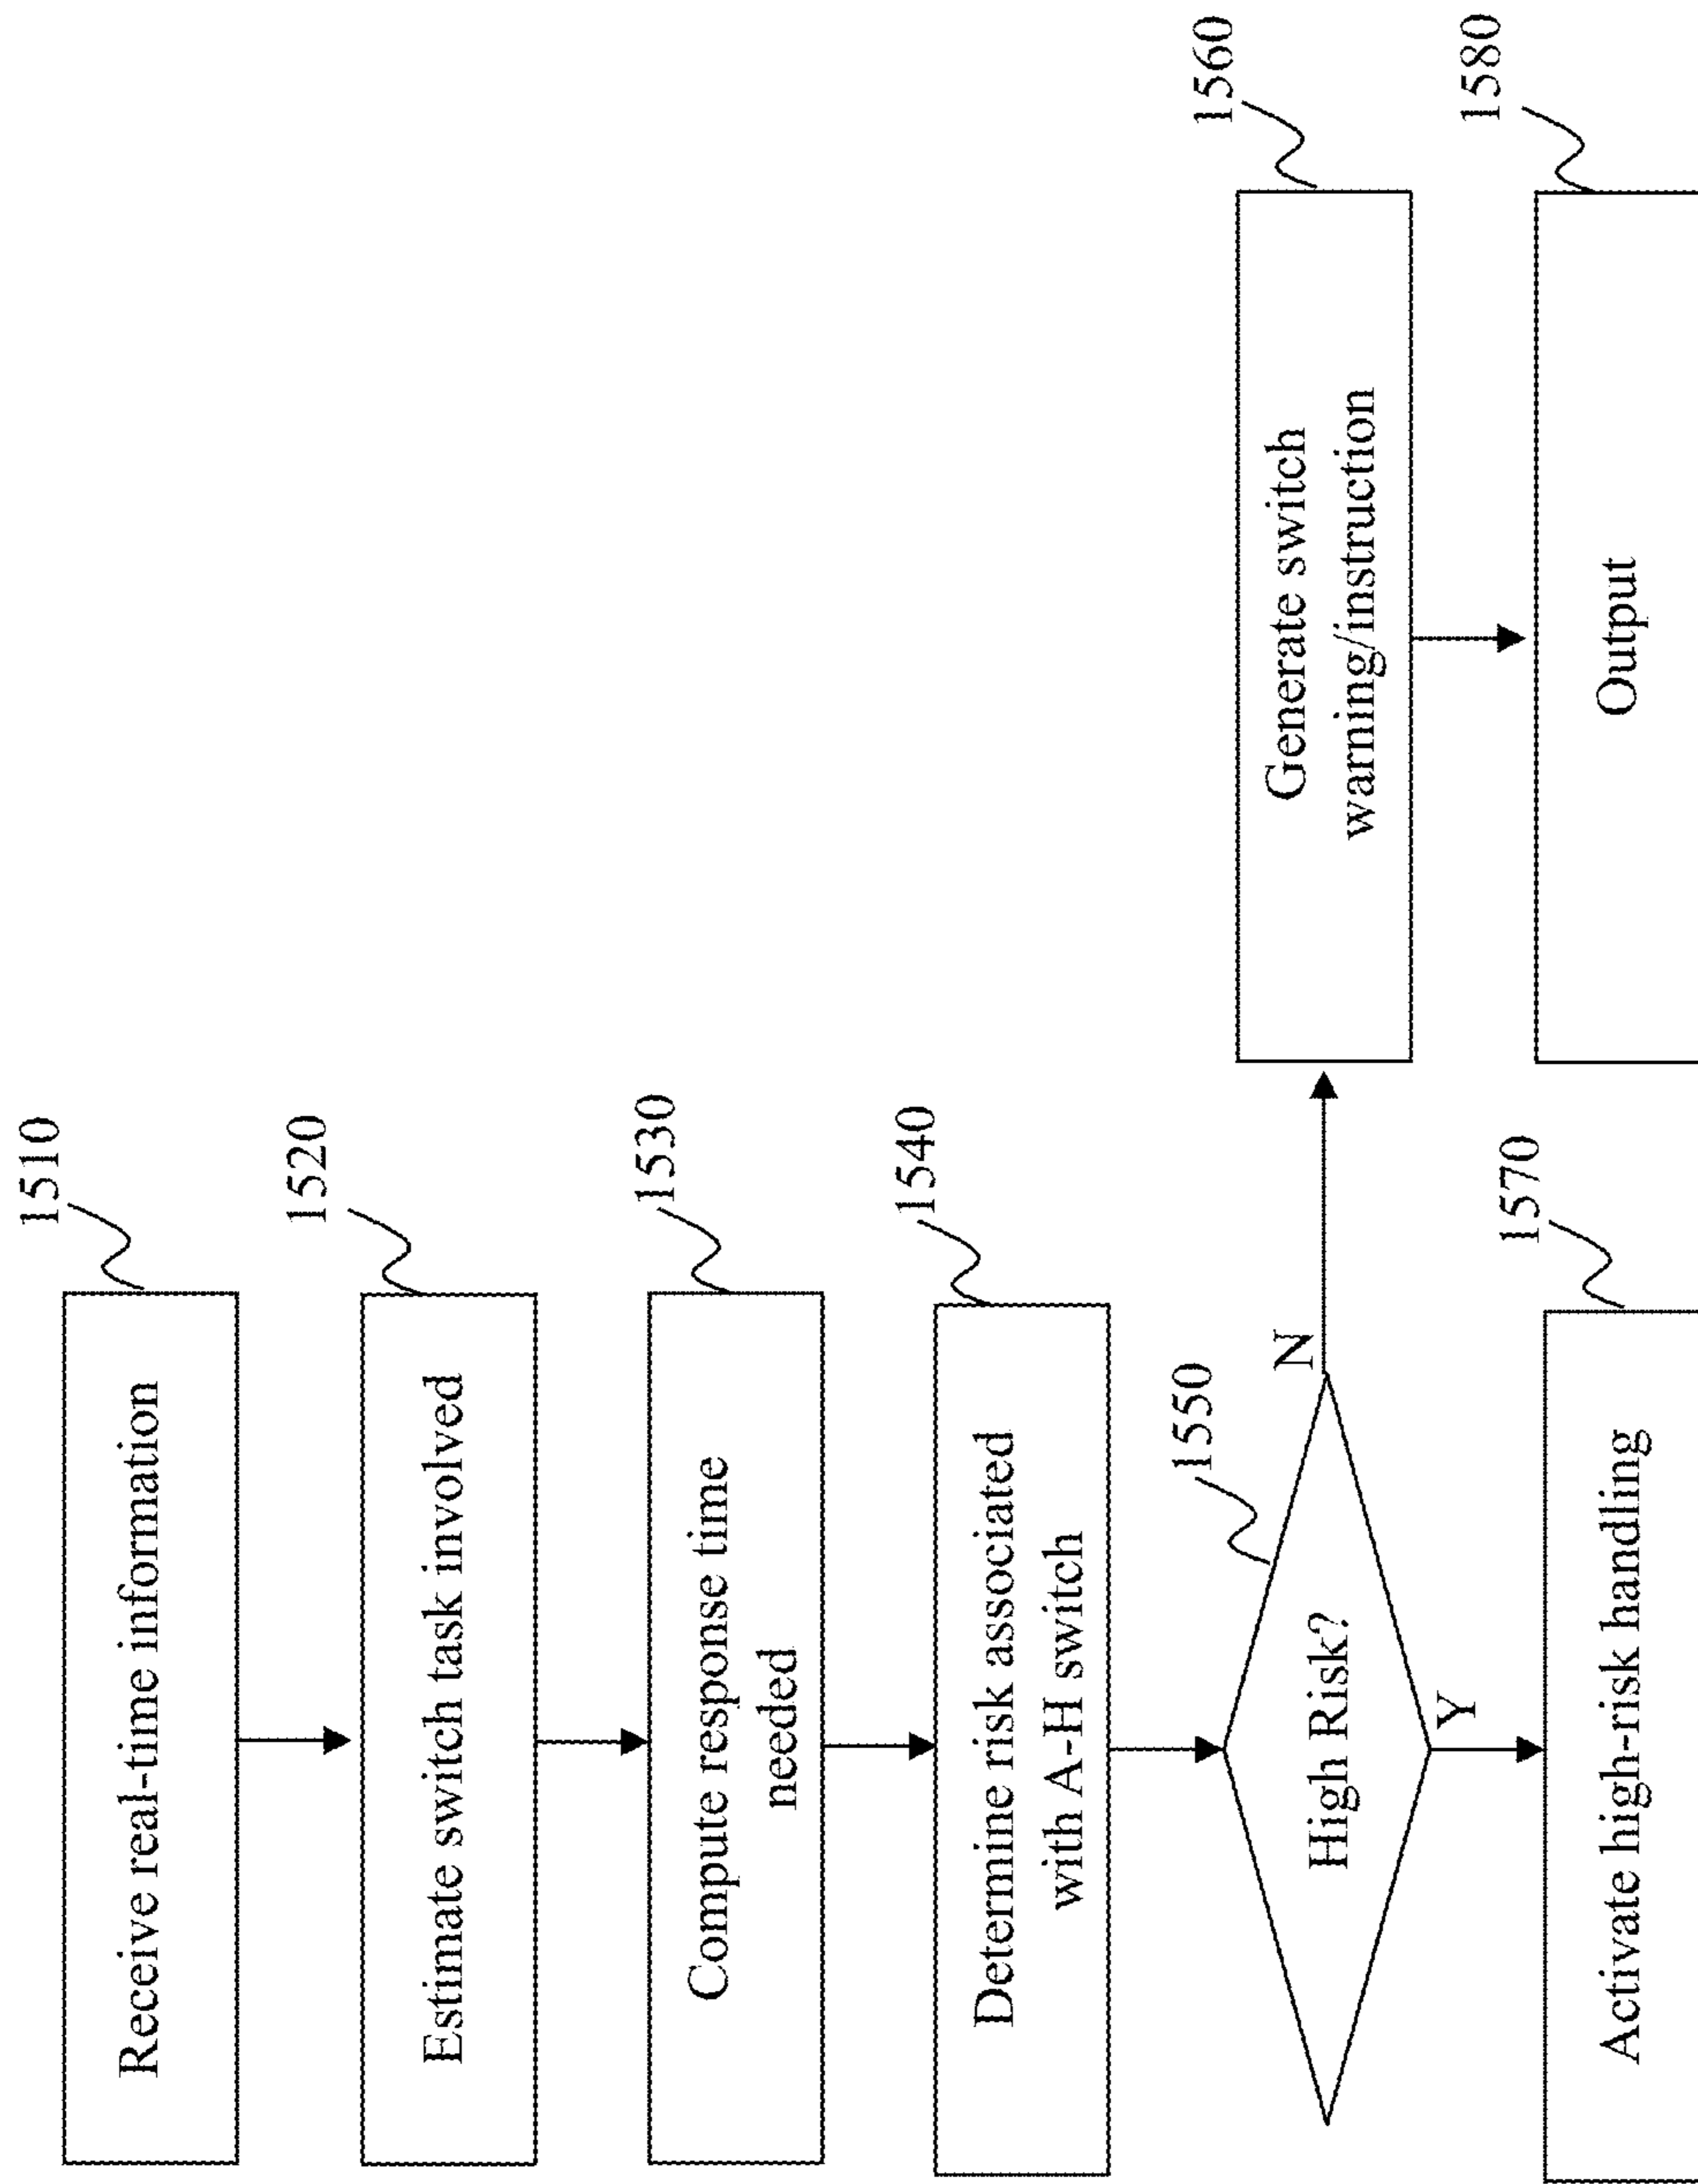 1510
Receive real-time information
1520
Estimate switch task involved
1530
Compute response time
needed
1540
Determine risk associated
with A-H switch
1550
High Risk?
N
Y
1560
Generate switch
warning/instruction
1570
Activate high-risk handling
1580
Output